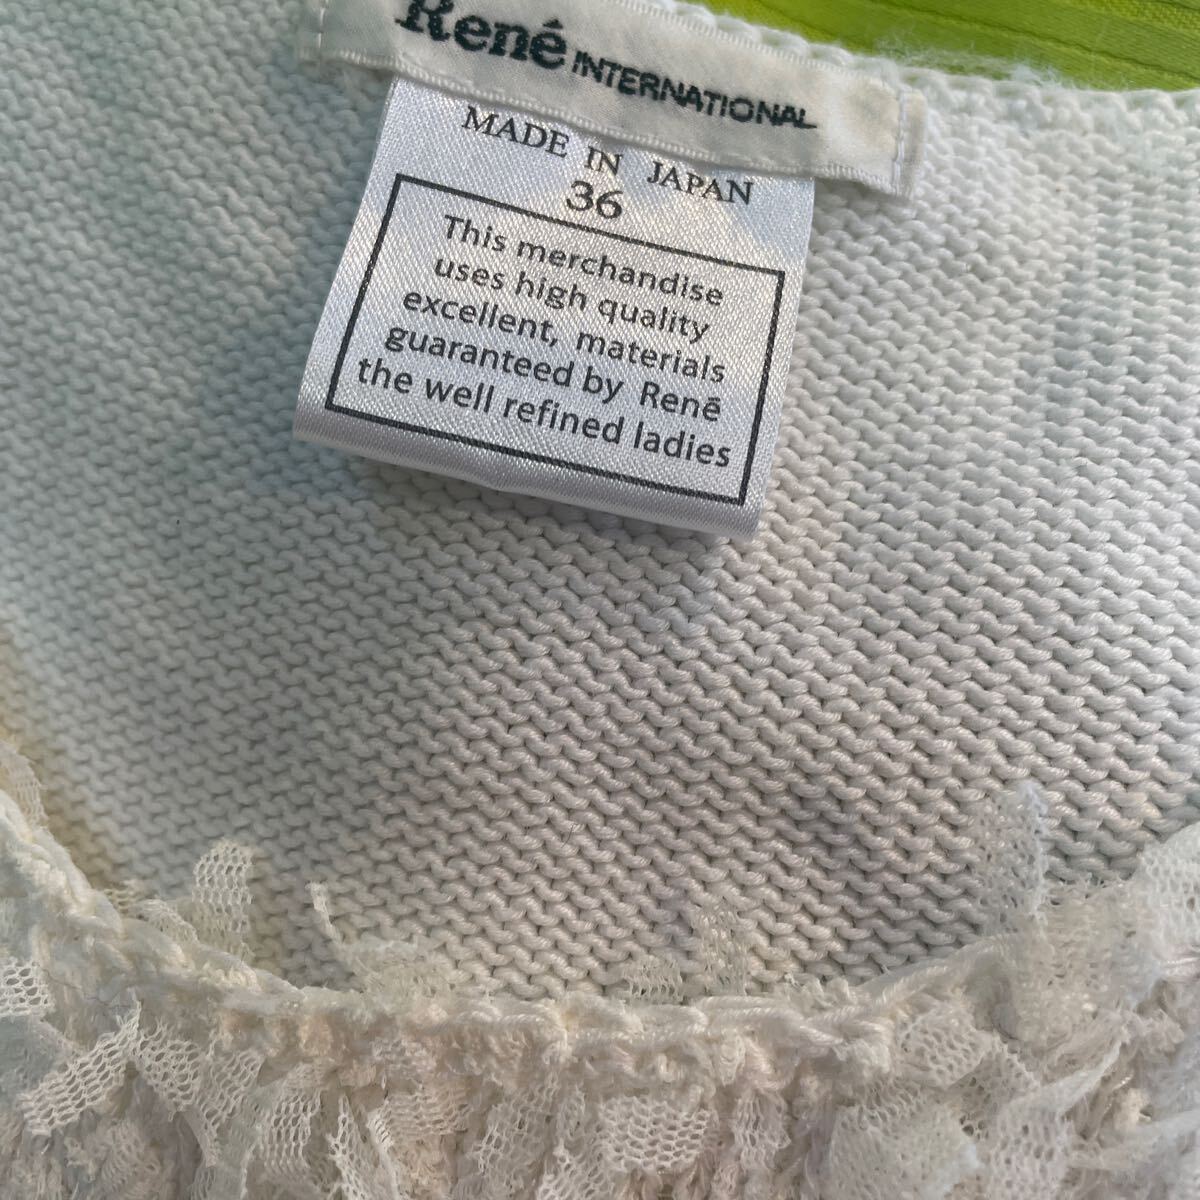 René INTERNATIONAL
MADE IN JAPAN
36
This merchandise
uses high quality
excellent, materials
guaranteed by René
the well refined ladies